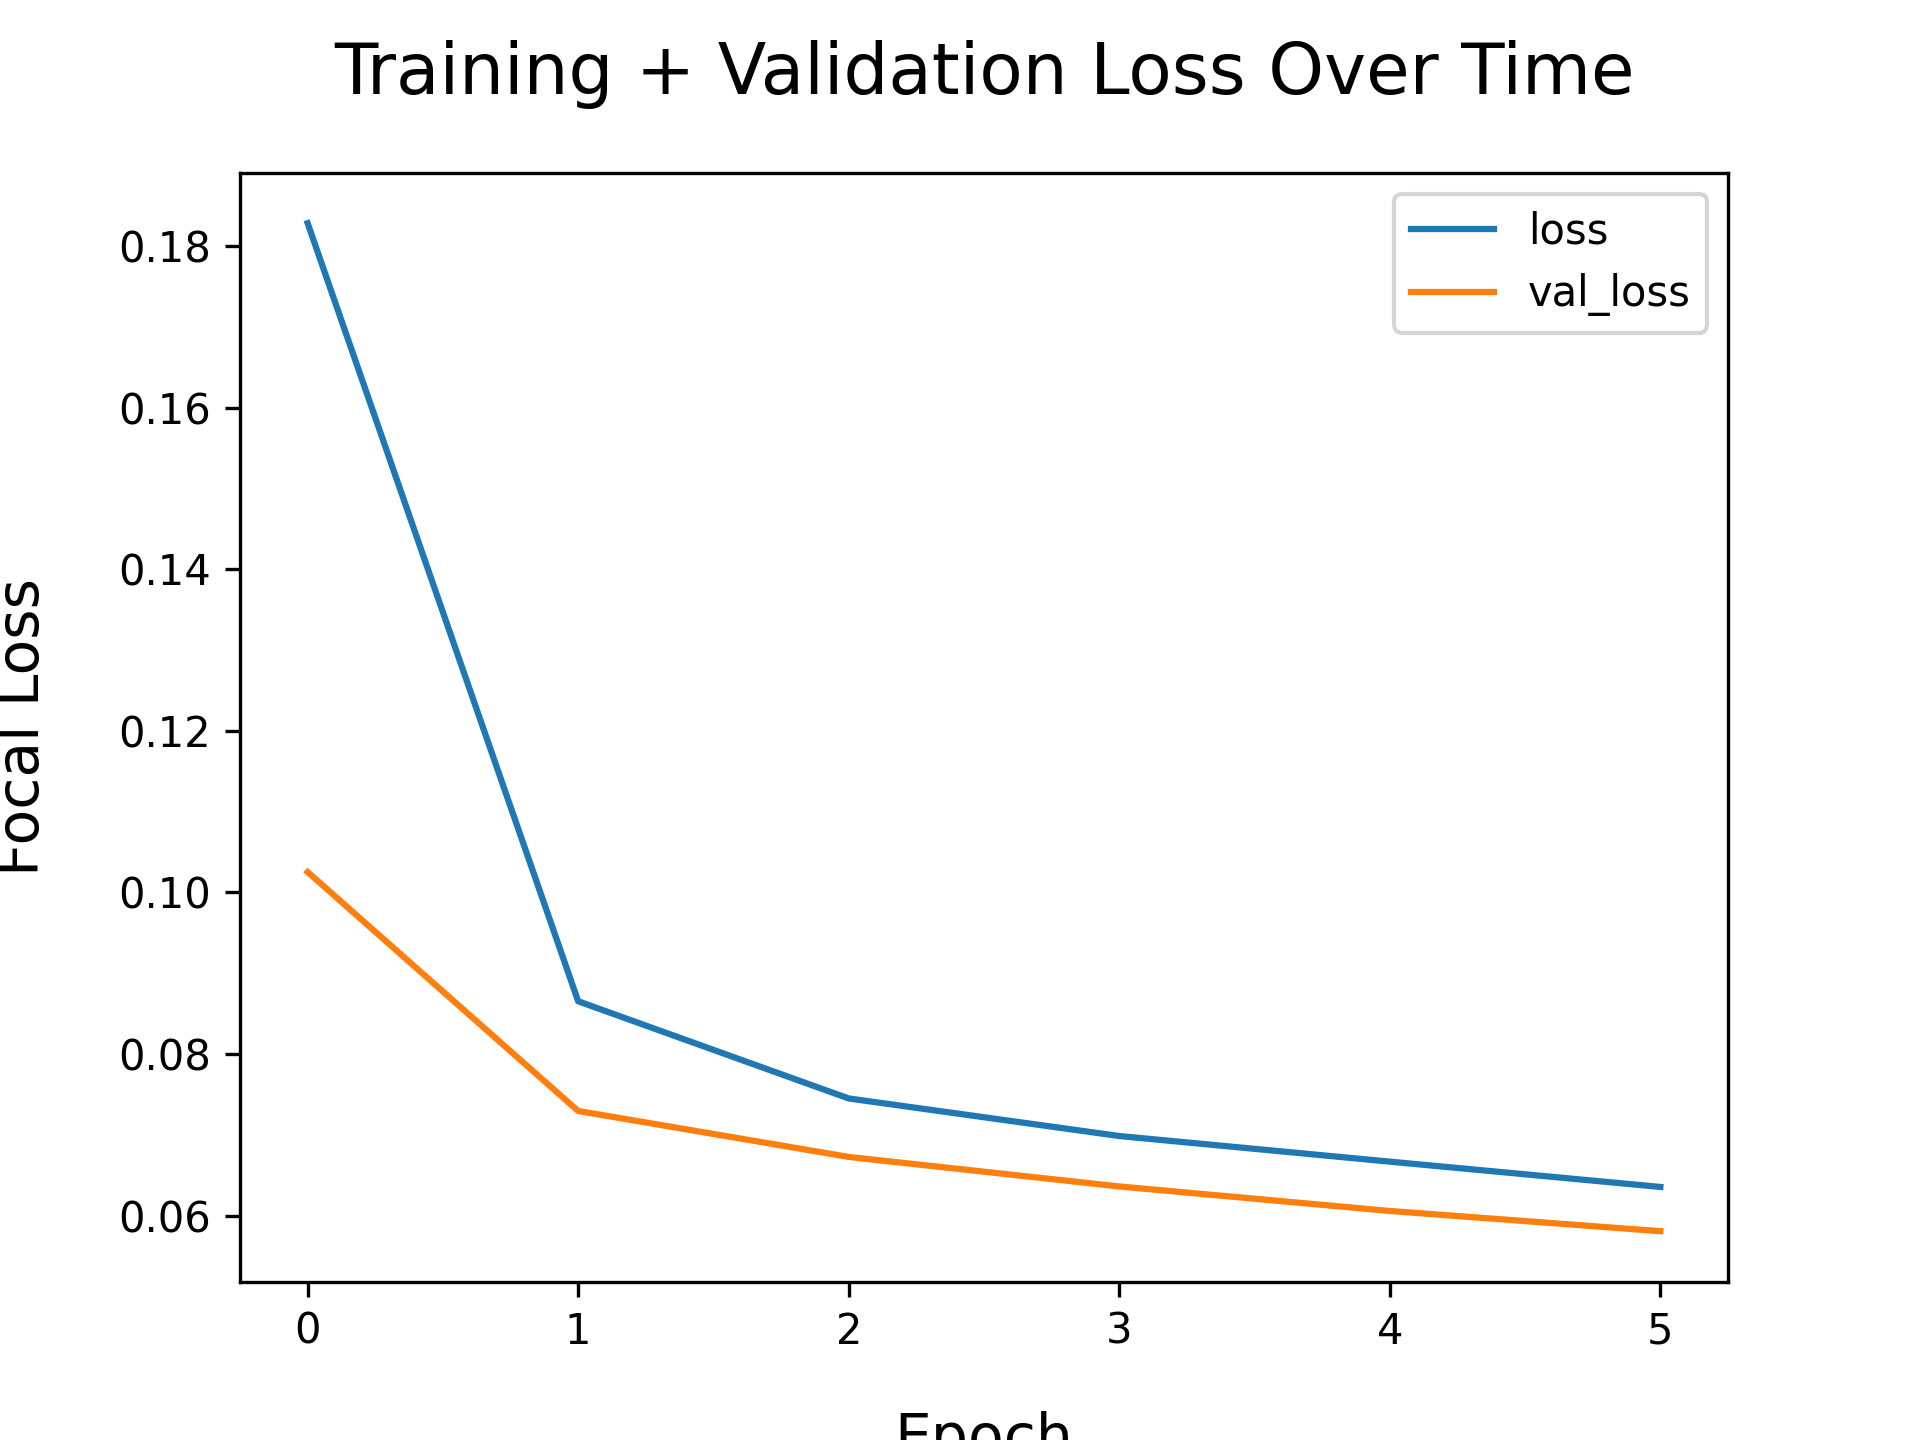 Training + Validation Loss Over Time
loss
val_loss
0.18
0.16
0.14
0.12
0.10
0.08
0.06
Focal Loss
0 1 2 3 4 5
Epoch